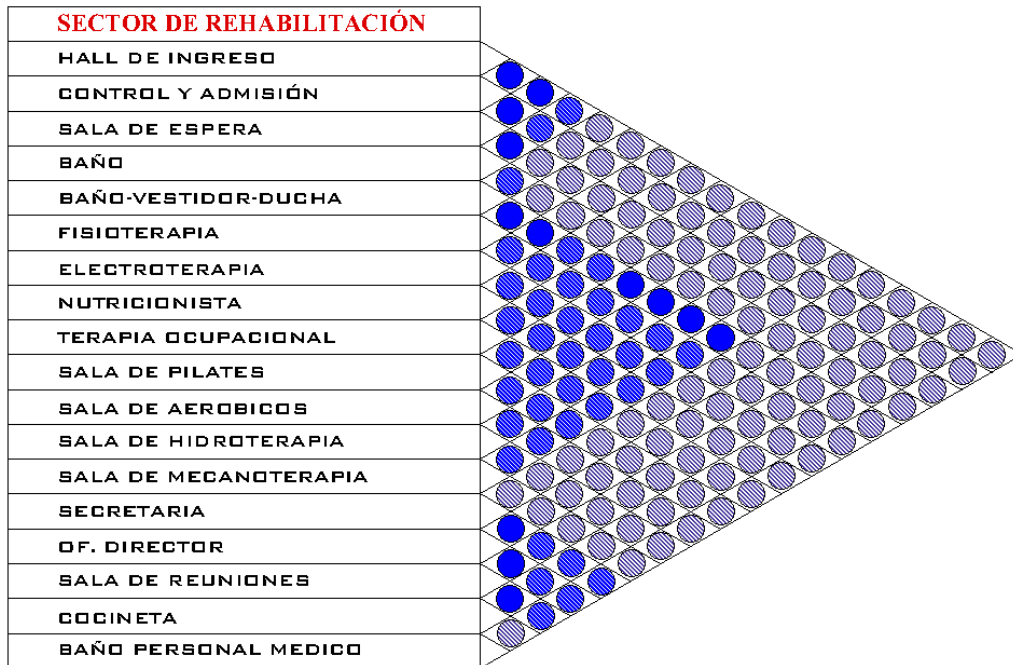 SECTOR DE REHABILITACIÓN
HALL DE INGRESO
CONTROL Y ADMISIÓN
SALA DE ESPERA
BAÑO
BAÑO-VESTIDOR-DUCHA
FISIOTERAPIA
ELECTROTERAPIA
NUTRICIONISTA
TERAPIA OCUPACIONAL
SALA DE PILATES
SALA DE AEROBICOS
SALA DE HIDROTERAPIA
SALA DE MECANOTERAPIA
SECRETARIA
OF. DIRECTOR
SALA DE REUNIONES
COCINETA
BAÑO PERSONAL MEDICO